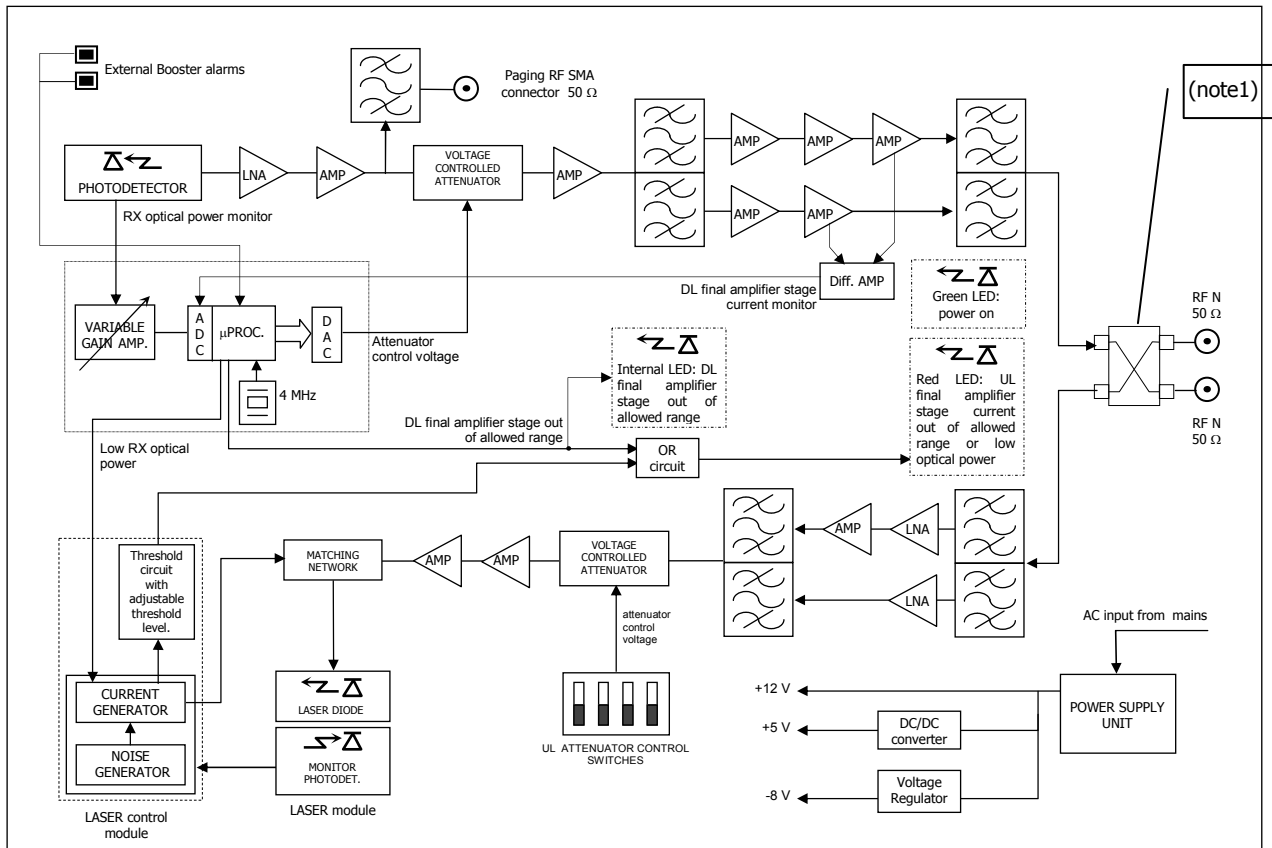 External Booster alarms
Paging RF SMA
connector 50 Ω
(note1)
PHOTODETECTOR
LNA
AMP
VOLTAGE
CONTROLLED
ATTENUATOR
AMP
AMP
AMP
AMP
AMP
AMP
RX optical power monitor
Diff. AMP
DL final amplifier stage
current monitor
Green LED:
power on
RF N
50 Ω
VARIABLE
GAIN AMP.
A
D
C
µPROC.
D
A
C
Attenuator
control voltage
4 MHz
Internal LED: DL
final amplifier
stage out of
allowed range
Red LED: UL
final amplifier
stage current
out of allowed
range or low
optical power
RF N
50 Ω
DL final amplifier stage out
of allowed range
Low RX optical
power
OR
circuit
Threshold
circuit
with
adjustable
threshold
level.
MATCHING
NETWORK
AMP
AMP
VOLTAGE
CONTROLLED
ATTENUATOR
AMP
LNA
LNA
attenuator
control
voltage
AC input from mains
CURRENT
GENERATOR
NOISE
GENERATOR
LASER DIODE
MONITOR
PHOTODET.
LASER module
LASER control
module
UL ATTENUATOR CONTROL
SWITCHES
+12 V
+5 V
-8 V
DC/DC
converter
Voltage
Regulator
POWER SUPPLY
UNIT